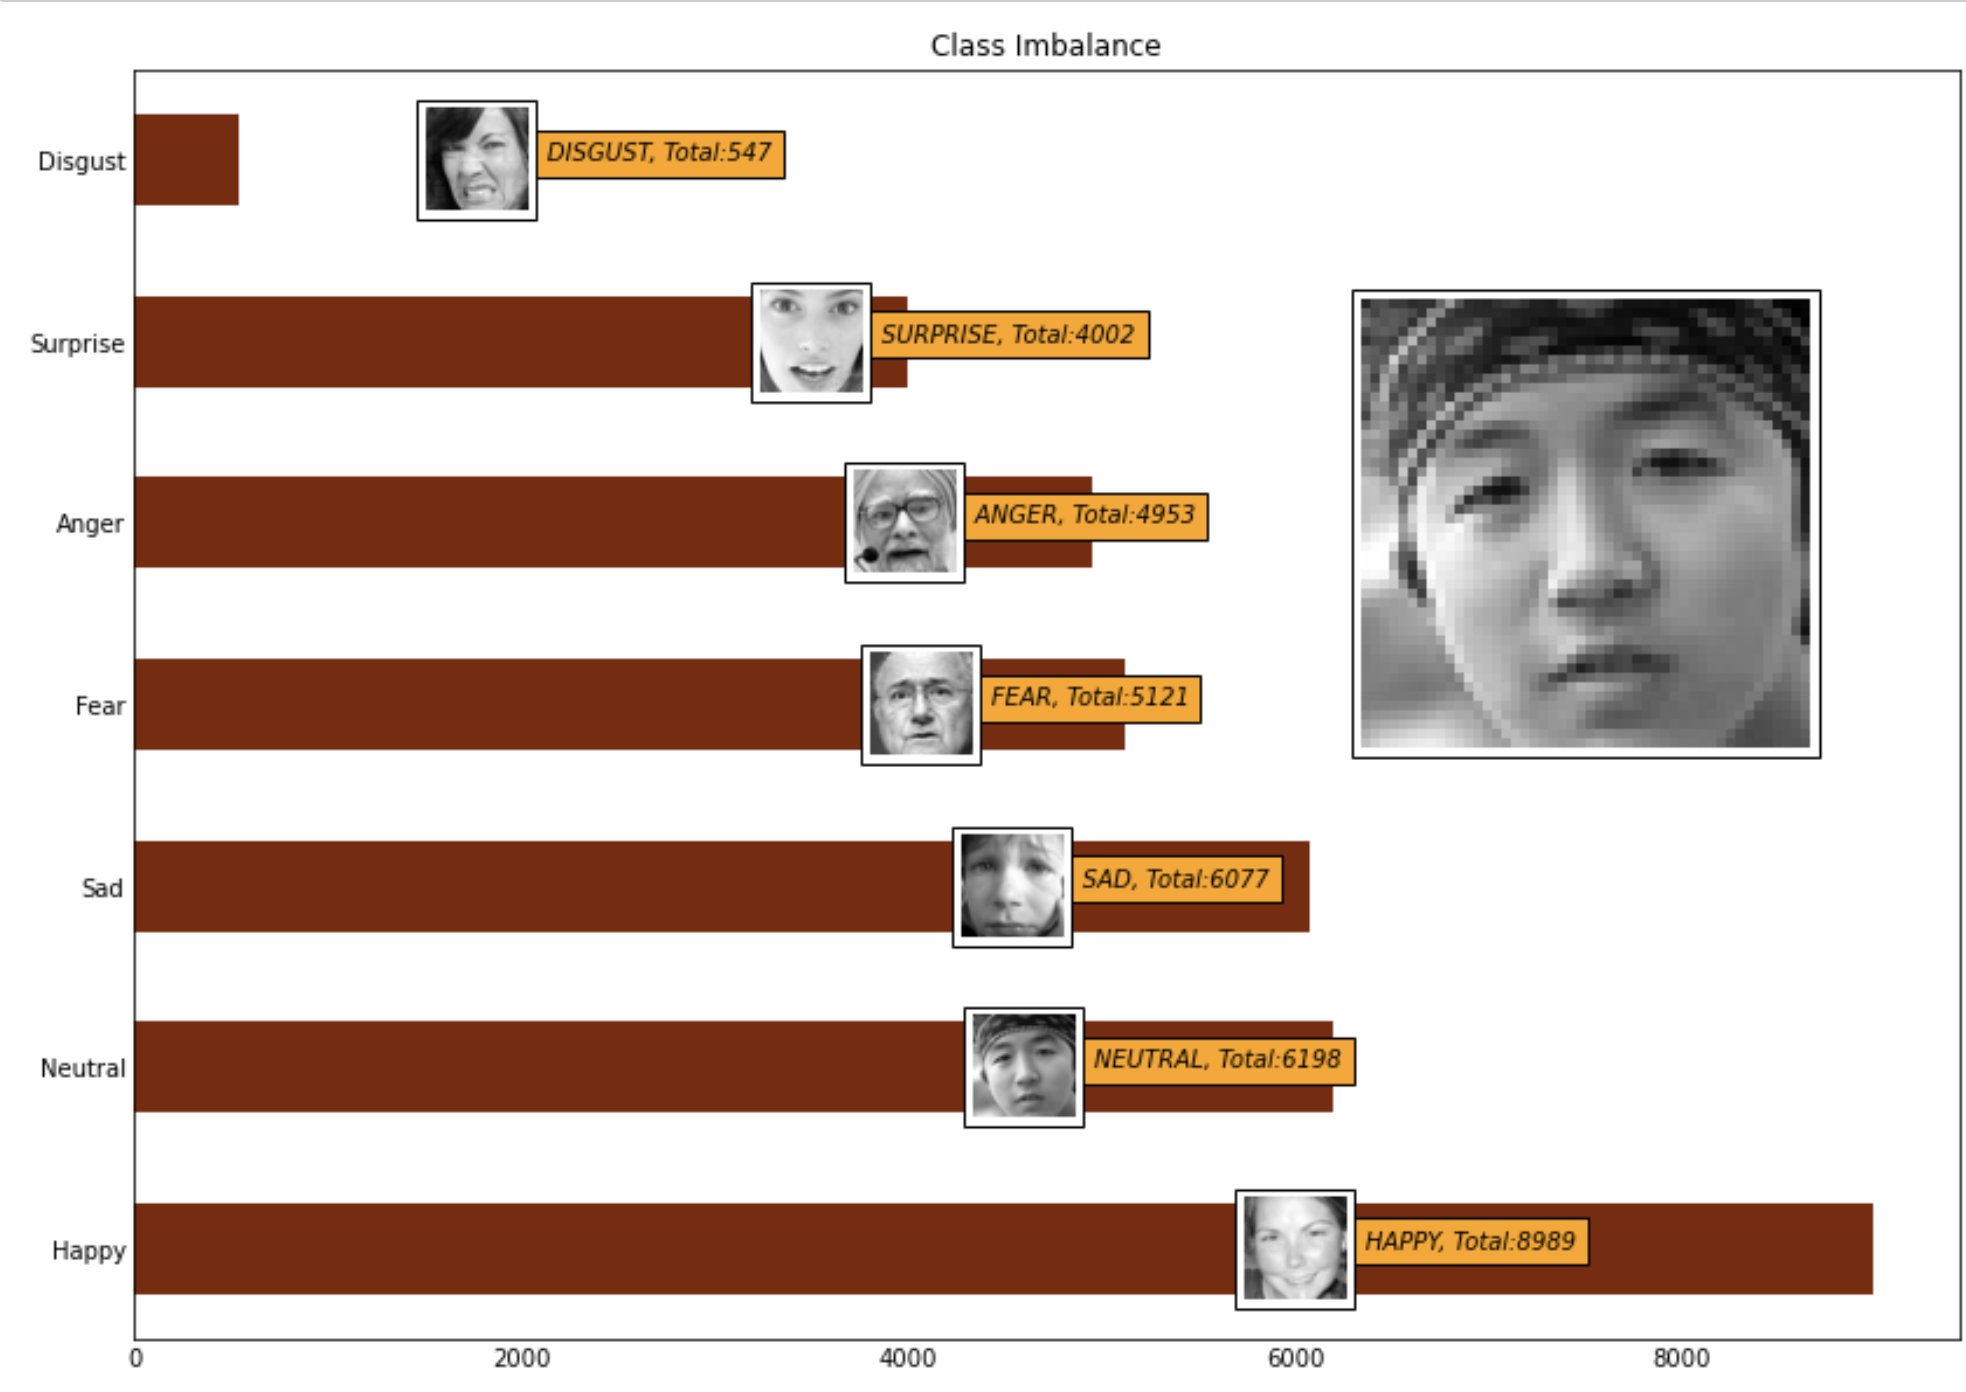 Class Imbalance
Disgust
DISGUST, Total:547
Surprise
SURPRISE, Total:4002
Anger
ANGER, Total:4953
Fear
FEAR, Total:5121
Sad
SAD, Total:6077
Neutral
NEUTRAL, Total:6198
Happy
HAPPY, Total:8989
0 2000 4000 6000 8000